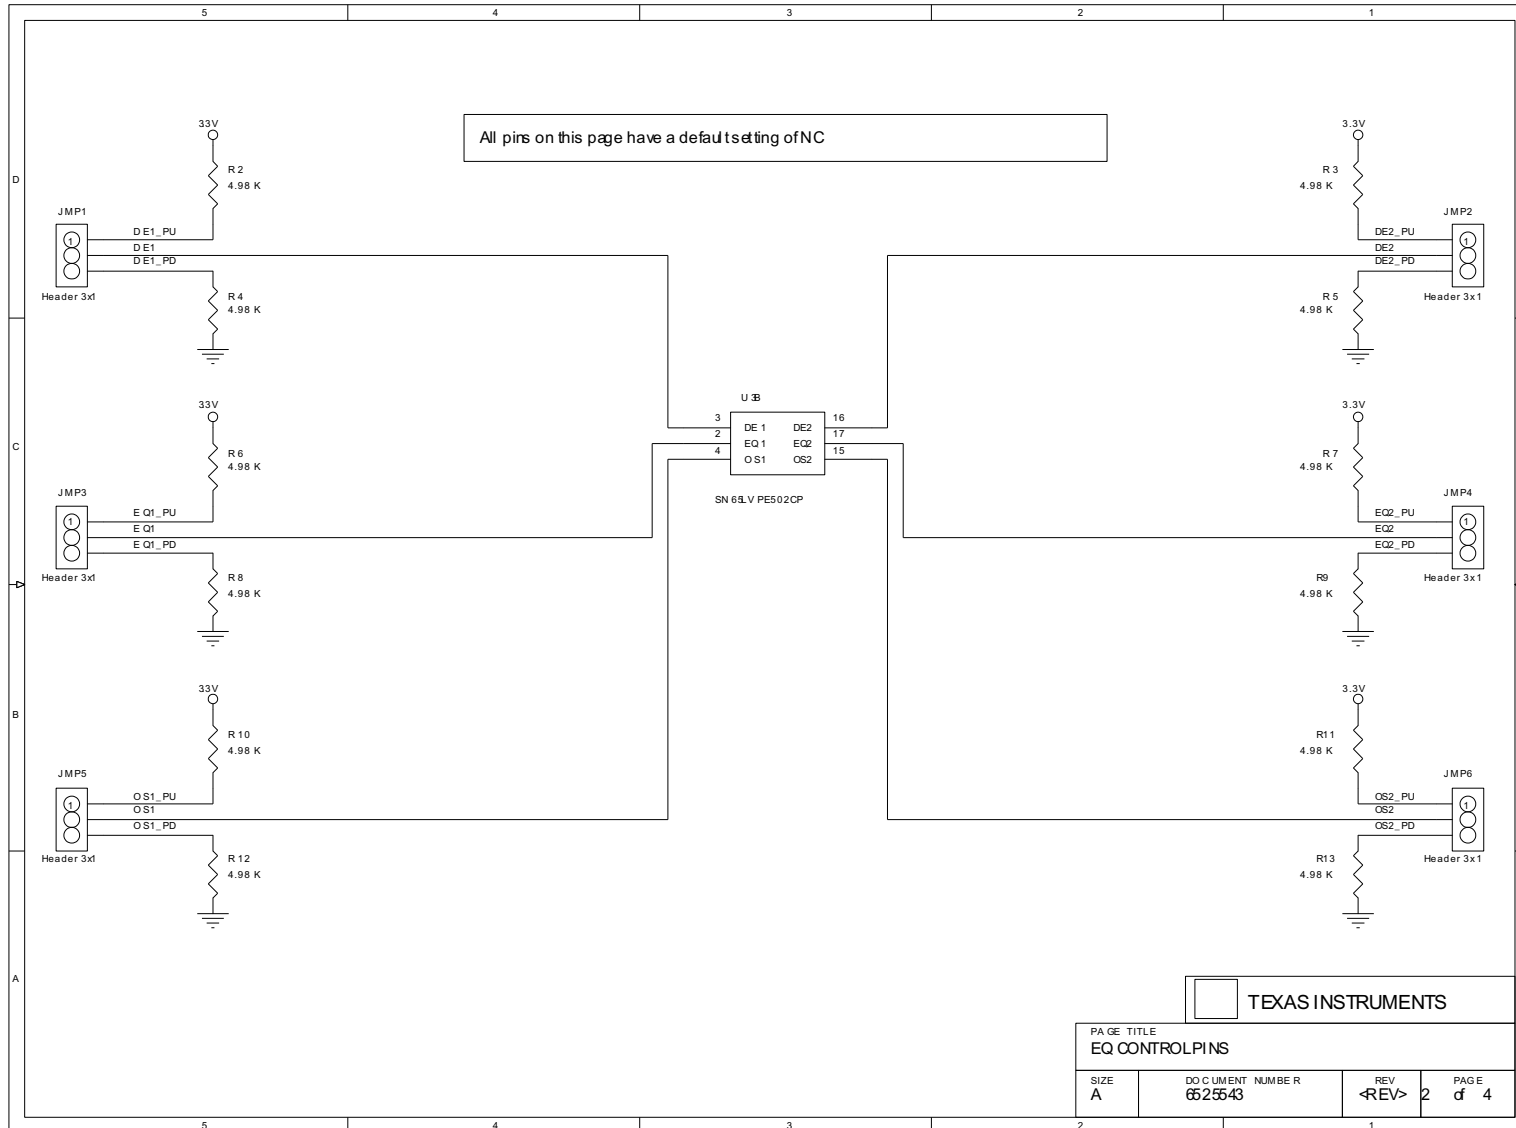 5 4 3 2 1
All pins on this page have a default setting of NC
D
33V
R2
4.98 K
JMP1
1
DE1_PU
DE1
DE1_PD
Header 3x1
R4
4.98 K
3.3V
R3
4.98 K
JMP2
1
DE2_PU
DE2
DE2_PD
Header 3x1
R5
4.98 K
C
33V
R6
4.98 K
JMP3
1
EQ1_PU
EQ1
EQ1_PD
Header 3x1
R8
4.98 K
U3B
3 DE1 DE2 16
2 EQ1 EQ2 17
4 OS1 OS2 15
SN65LVPE502CP
3.3V
R7
4.98 K
JMP4
1
EQ2_PU
EQ2
EQ2_PD
Header 3x1
R9
4.98 K
B
33V
R10
4.98 K
JMP5
1
OS1_PU
OS1
OS1_PD
Header 3x1
R12
4.98 K
3.3V
R11
4.98 K
JMP6
1
OS2_PU
OS2
OS2_PD
Header 3x1
R13
4.98 K
A
TEXAS INSTRUMENTS
PAGE TITLE
EQ CONTROL PINS
SIZE DOCUMENT NUMBER REV PAGE
A 6525543 <REV> 2 of 4
5 4 3 2 1